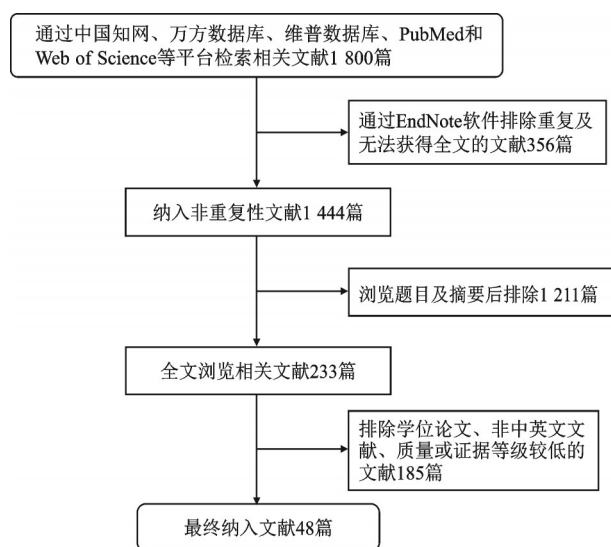 通过中国知网、万方数据库、维普数据库、PubMed和
Web of Science等平台检索相关文献1 800篇
通过EndNote软件排除重复及
无法获得全文的文献356篇
纳入非重复性文献1 444篇
浏览题目及摘要后排除1 211篇
全文浏览相关文献233篇
排除学位论文、非中英文文
献、质量或证据等级较低的
文献185篇
最终纳入文献48篇